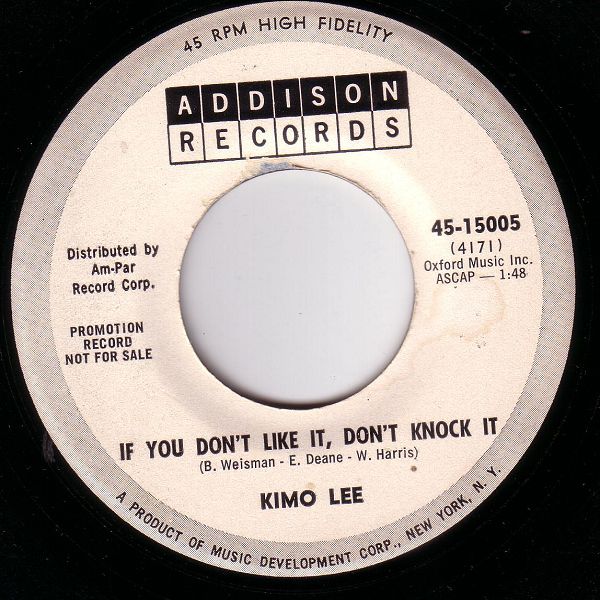 45 RPM HIGH FIDELITY
ADDISON
RECORDS
45-15005
(4171)
Oxford Music Inc.
ASCAP — 1:48
Distributed by
Am-Par
Record Corp.
PROMOTION
RECORD
NOT FOR SALE
IF YOU DON'T LIKE IT, DON'T KNOCK IT
(B. Weisman - E. Deane - W. Harris)
KIMO LEE
A PRODUCT OF MUSIC DEVELOPMENT CORP., NEW YORK, N. Y.